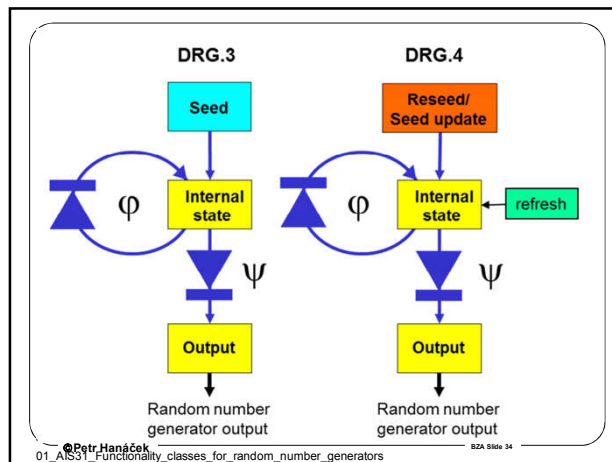 DRG.3
Seed
φ
Internal
state
ψ
Output
Random number
generator output
DRG.4
Reseed/
Seed update
φ
Internal
state
refresh
ψ
Output
Random number
generator output
©Petr Hanáček
BZA Slide 34
01_AIS31_Functionality_classes_for_random_number_generators